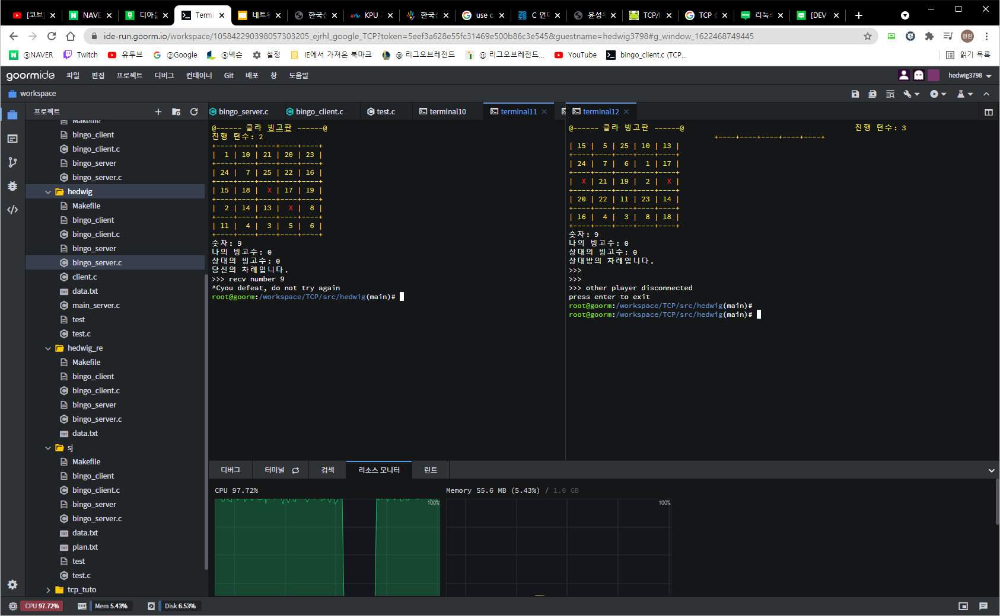 [코브]
NAVE
디아블
Termi
네트우
한국산
KPU
한국산
use ca
C 언어
윤성우
TCP/I
TCP
리눅스
[DEV
ide-run.goorm.io/workspace/105842290398057303205_ejrhl_google_TCP?token=5eef3a628e55fc31469e500b86c3e545&guestname=hedwig3798#g_window_1622468749445
형환
③NAVER
Twitch
유투브
②Google
⑤넥슨
설정
IE에서 가져온 북마크
⑩ 리그오브레전드
⑪ 리그오브레전드...
YouTube
bingo_client.c (TCP...
읽기 목록
goormide
파일 편집 프로젝트 디버그 컨테이너 Git 배포 창 도움말
hedwig3798
workspace
프로젝트
Makefile
bingo_client
bingo_client.c
bingo_server
bingo_server.c
hedwig
Makefile
bingo_client
bingo_client.c
bingo_server
bingo_server.c
client.c
data.txt
main_server.c
test
test.c
hedwig_re
Makefile
bingo_client
bingo_client.c
bingo_server
bingo_server.c
data.txt
sj
Makefile
bingo_client
bingo_client.c
bingo_server
bingo_server.c
data.txt
plan.txt
test
test.c
tcp_tuto
bingo_server.c bingo_client.c test.c terminal10 terminal11
@------ 클라 빙고판 ------@
진행 턴수: 2
+----+----+----+----+----+
|  1 | 10 | 21 | 20 | 23 |
+----+----+----+----+----+
| 24 |  7 | 25 | 22 | 16 |
+----+----+----+----+----+
| 15 | 18 |  X | 17 | 19 |
+----+----+----+----+----+
|  2 | 14 | 13 |  X |  8 |
+----+----+----+----+----+
| 11 |  4 |  3 |  5 |  6 |
+----+----+----+----+----+
숫자: 9
나의 빙고수: 0
상대의 빙고수: 0
당신의 차례입니다.
>>> recv number 9
^Cyou defeat, do not try again
root@goorm:/workspace/TCP/src/hedwig(main)#
terminal12
@------ 클라 빙고판 ------@ 진행 턴수: 3
+----+----+----+----+----+
| 15 |  5 | 25 | 10 | 13 |
+----+----+----+----+----+
| 24 |  7 |  6 |  1 | 17 |
+----+----+----+----+----+
|  X | 21 | 19 |  2 |  X |
+----+----+----+----+----+
| 20 | 22 | 11 | 23 | 14 |
+----+----+----+----+----+
| 16 |  4 |  3 |  8 | 18 |
+----+----+----+----+----+
숫자: 9
나의 빙고수: 0
상대의 빙고수: 0
상대방의 차례입니다.
>>>
>>>
>>> other player disconnected
press enter to exit
root@goorm:/workspace/TCP/src/hedwig(main)#
root@goorm:/workspace/TCP/src/hedwig(main)#
디버그 터미널 검색 리소스 모니터 린트
CPU 97.72%
100%
Memory 55.6 MB (5.43%) / 1.0 GB
100%
CPU 97.72% Mem 5.43% Disk 6.53%